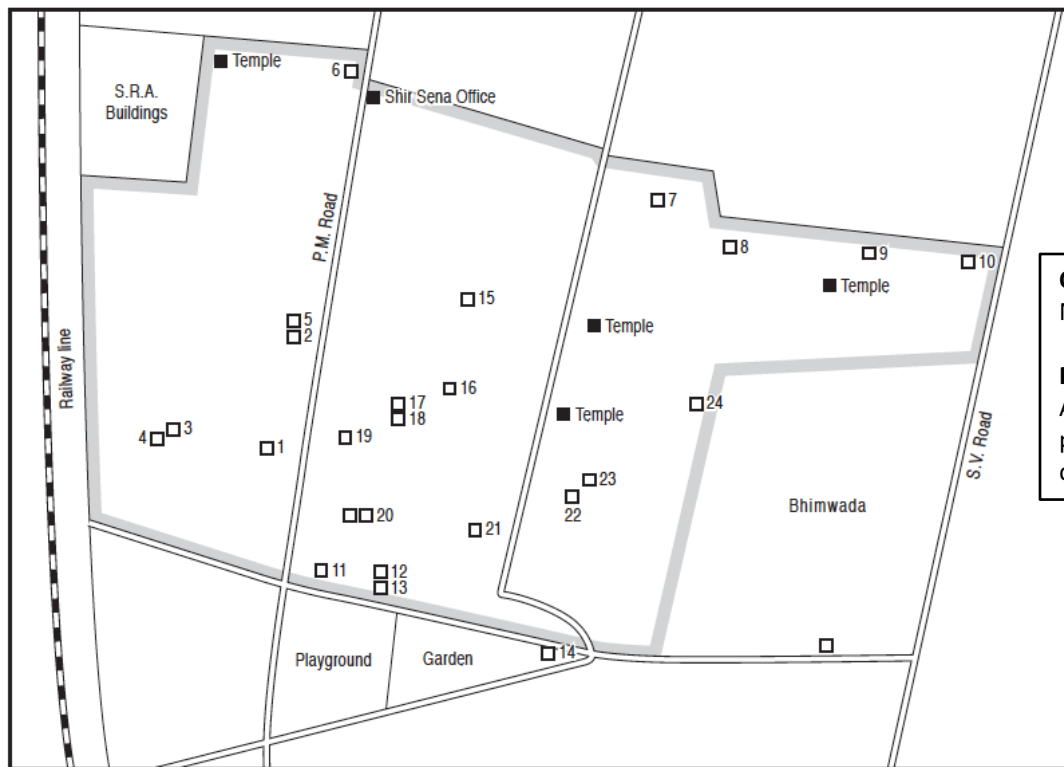 Temple
6
Shir Sena Office
S.R.A.
Buildings
7
P.M. Road
8
9
10
Temple
15
5
2
Temple
Railway line
16
17
24
18
Temple
3
4
19
1
S.V. Road
23
22
Bhimwada
20
21
11
12
13
14
Playground
Garden